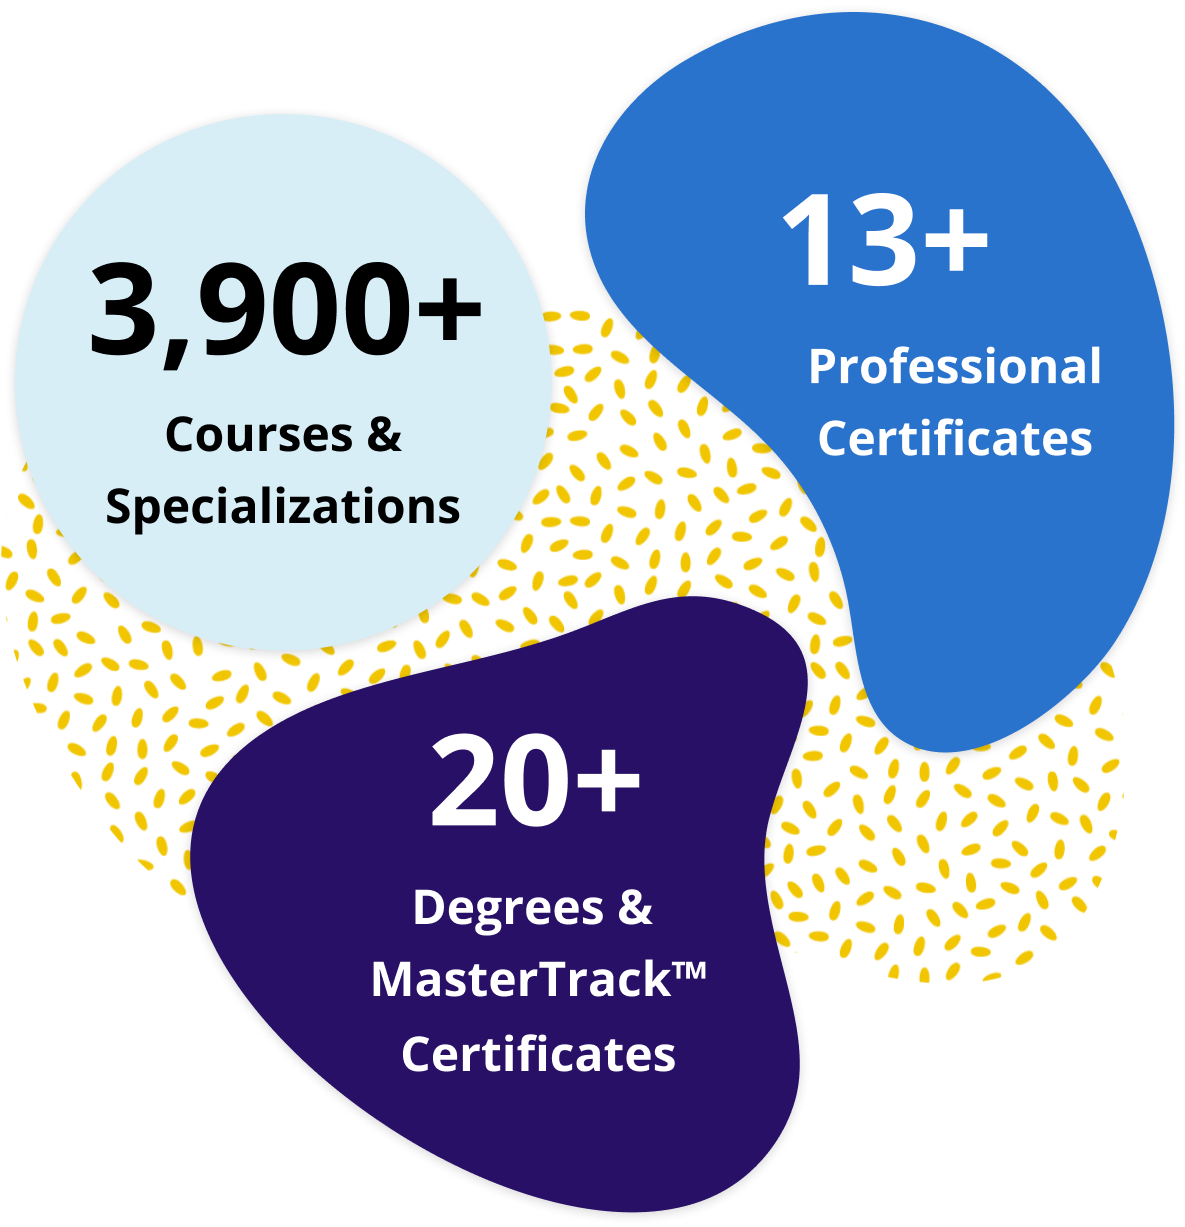 3,900+
Courses &
Specializations
13+
Professional
Certificates
20+
Degrees &
MasterTrack™
Certificates